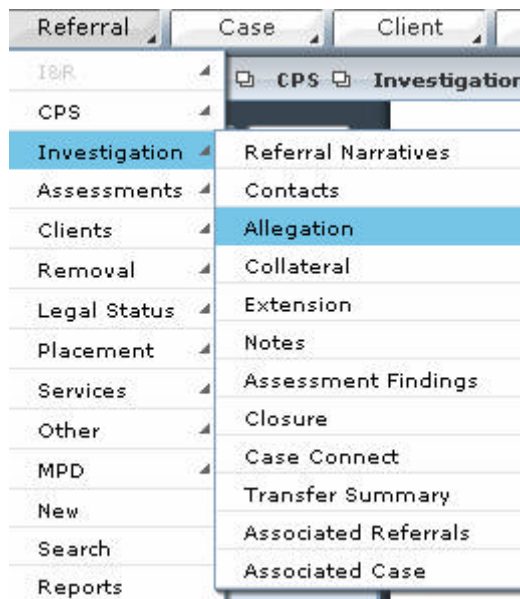 Referral Case Client
I&R
CPS Investigation
CPS
Investigation
Assessments
Clients
Removal
Legal Status
Placement
Services
Other
MPD
New
Search
Reports
Referral Narratives
Contacts
Allegation
Collateral
Extension
Notes
Assessment Findings
Closure
Case Connect
Transfer Summary
Associated Referrals
Associated Case